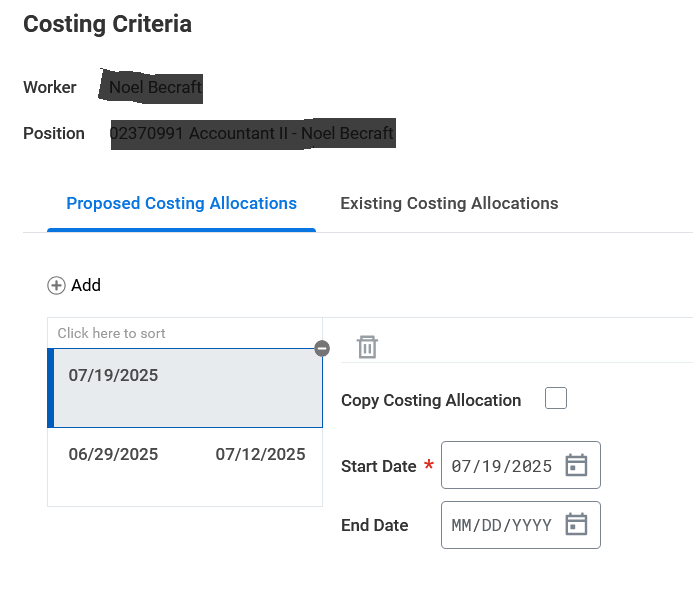 Costing Criteria
Worker Noel Becraft
Position 02370991 Accountant II - Noel Becraft
Proposed Costing Allocations Existing Costing Allocations
Add
Click here to sort
07/19/2025
06/29/2025 07/12/2025
Copy Costing Allocation
Start Date * 07/19/2025
End Date MM/DD/YYYY